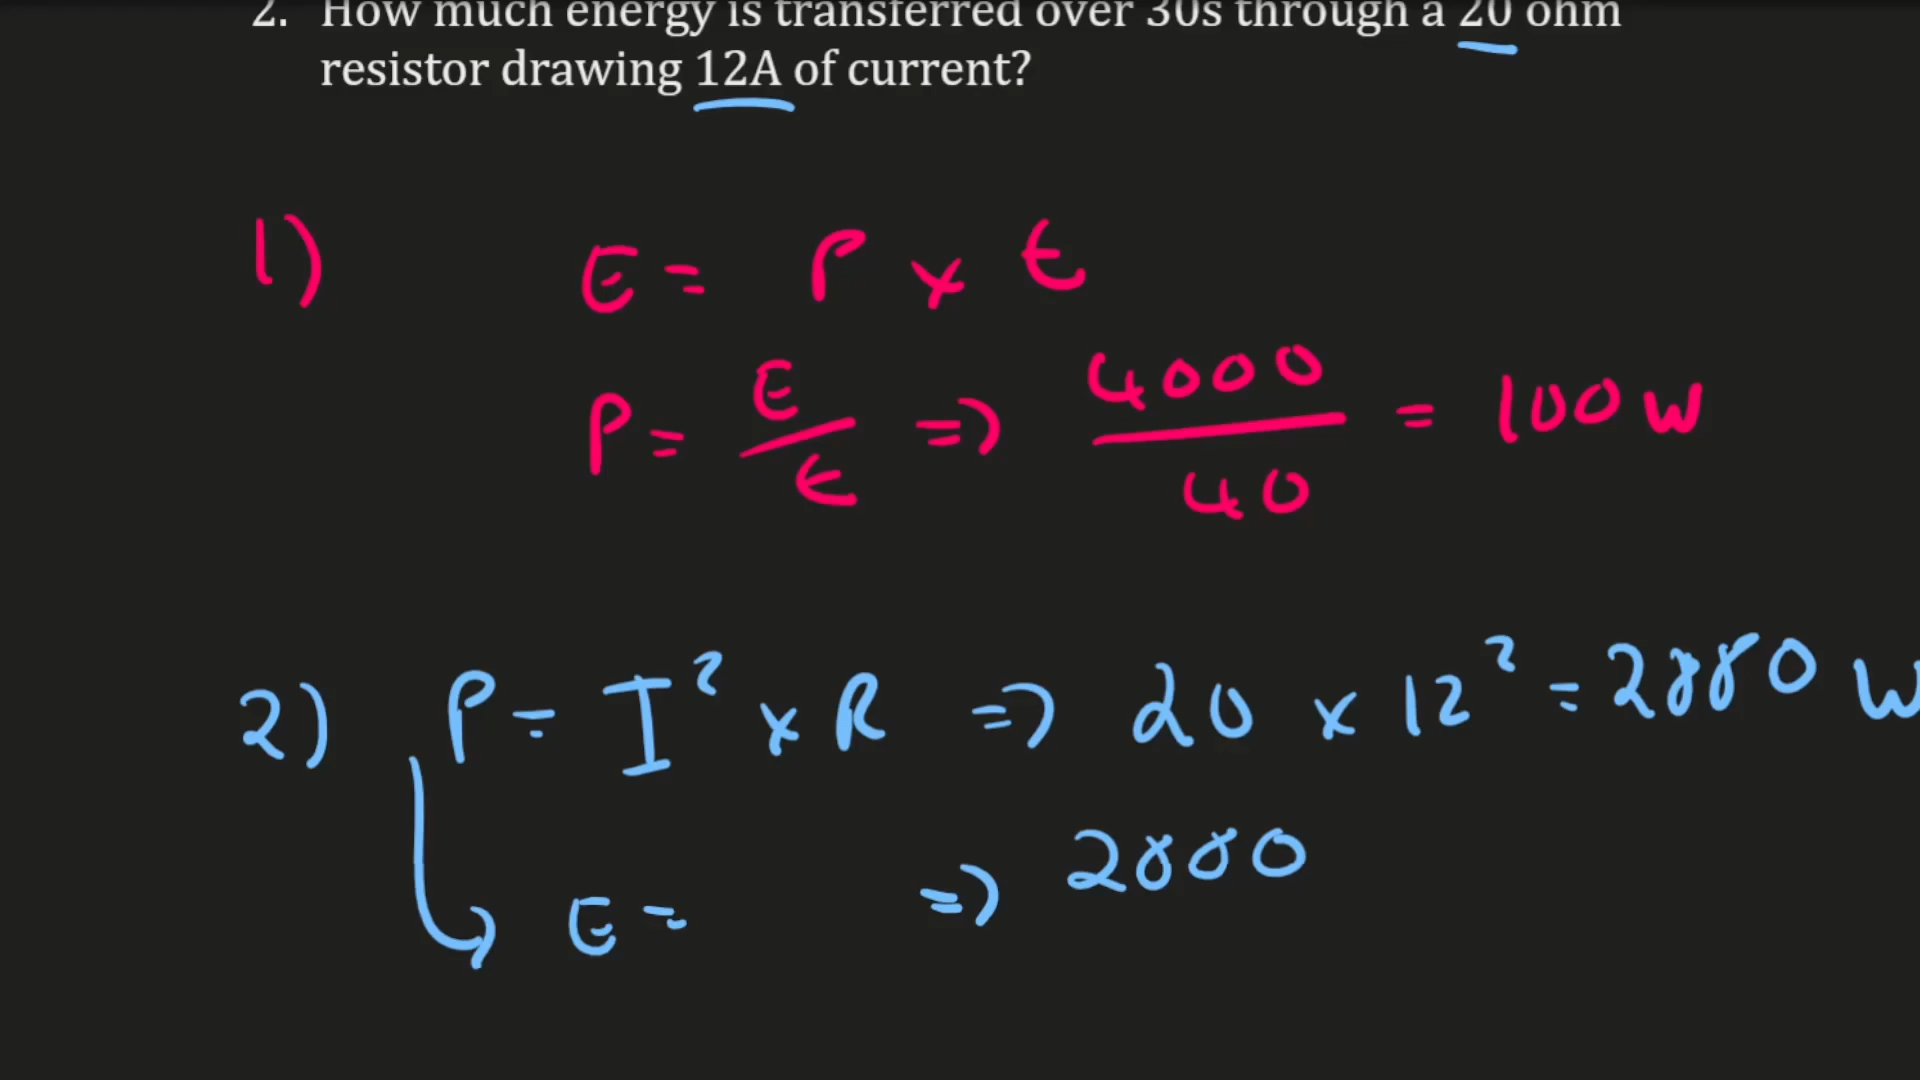 2. How much energy is transferred over 30s through a 20 ohm
resistor drawing 12A of current?
1) E = P x t
P = E/t => 4000/40 = 100 W
2) P = I² x R => 20 x 12² = 2880 W
E = => 2880